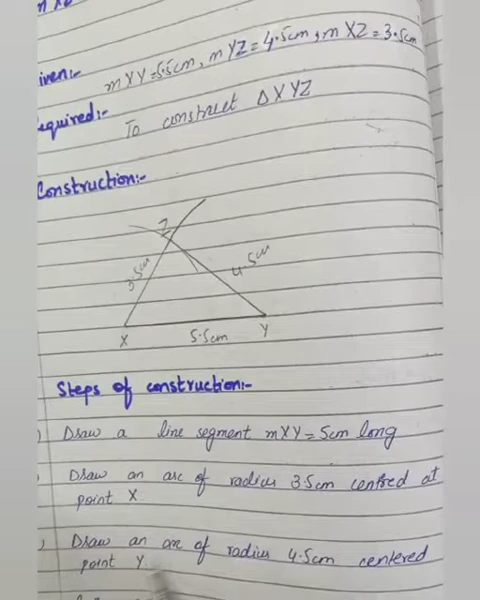 iven:- mXY=5.5cm, mYZ=4.5cm, mXZ=3.5cm
equired:- To construct ΔXYZ
Construction:-
Z
3.5cm
4.5cm
X
5.5cm
Y
Steps of construction:-
) Draw a line segment mXY=5cm long
) Draw an arc of radius 3.5cm centred at
point X
) Draw an arc of radius 4.5cm centered
point Y